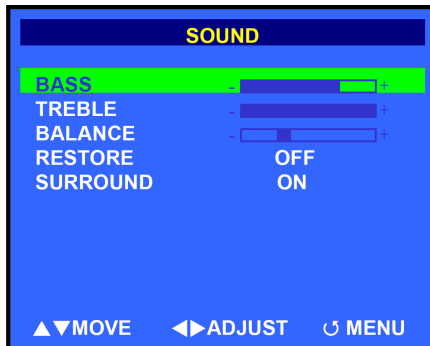 SOUND
BASS - +
TREBLE - +
BALANCE - +
RESTORE OFF
SURROUND ON
▲▼MOVE ◀▶ADJUST ↺ MENU